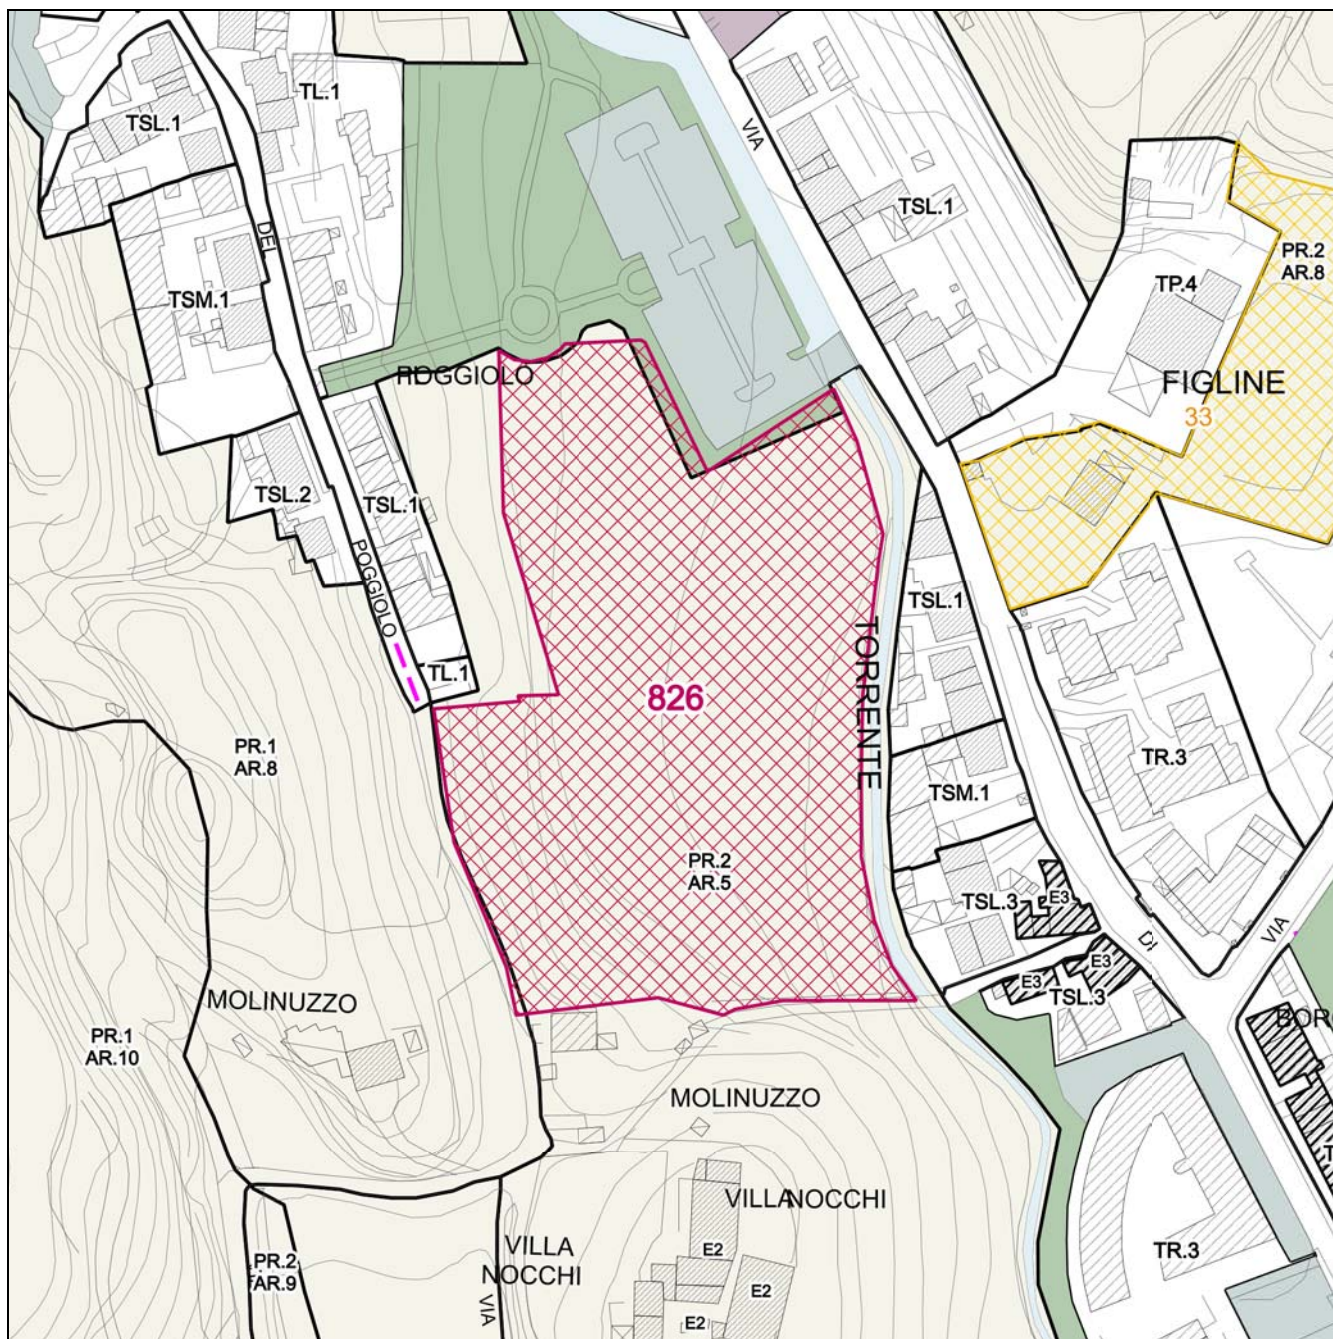 TL.1
TSL.1
VIA
TSL.1
DEL
PR.2
AR.8
TP.4
TSM.1
POGGIOLO
FIGLINE
33
TSL.2
TSL.1
POGGIOLO
TSL.1
TORRENTE
TL.1
826
PR.1
AR.8
TR.3
TSM.1
PR.2
AR.5
TSL.3
E3
VIA
DI
E3
E3
TSL.3
MOLINUZZO
PR.1
AR.10
MOLINUZZO
VILLA NOCCHI
VILLA
NOCCHI
E2
TR.3
PR.2
AR.9
E2
VIA
E2